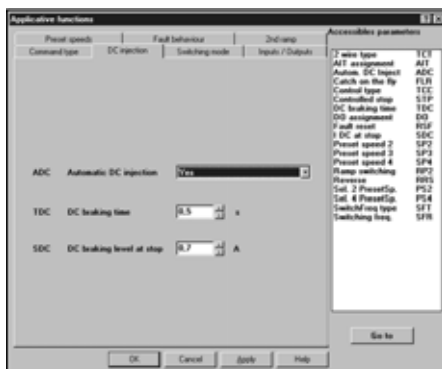 Applicative functions
Preset speeds Fault behaviour 2nd ramp
Command type DC injection Switching mode Inputs / Outputs
ADC Automatic DC injection Yes
TDC DC braking time 0,5 s
SDC DC braking level at stop 0,7 A
OK Cancel Apply Help
Accessibles parameters
2 wire type TCT
AIT assignment AIT
Autom. DC Inject ADC
Catch on the fly FLR
Control type TCC
Controlled stop STP
DC braking time TDC
DO assignment DO
Fault reset RSF
I DC at stop SDC
Preset speed 2 SP2
Preset speed 3 SP3
Preset speed 4 SP4
Ramp switching RP2
Reverse RRS
Sel. 2 PresetSp. PS2
Sel. 4 PresetSp. PS4
SwitchFreq type SFT
Switching freq. SFR
Go to